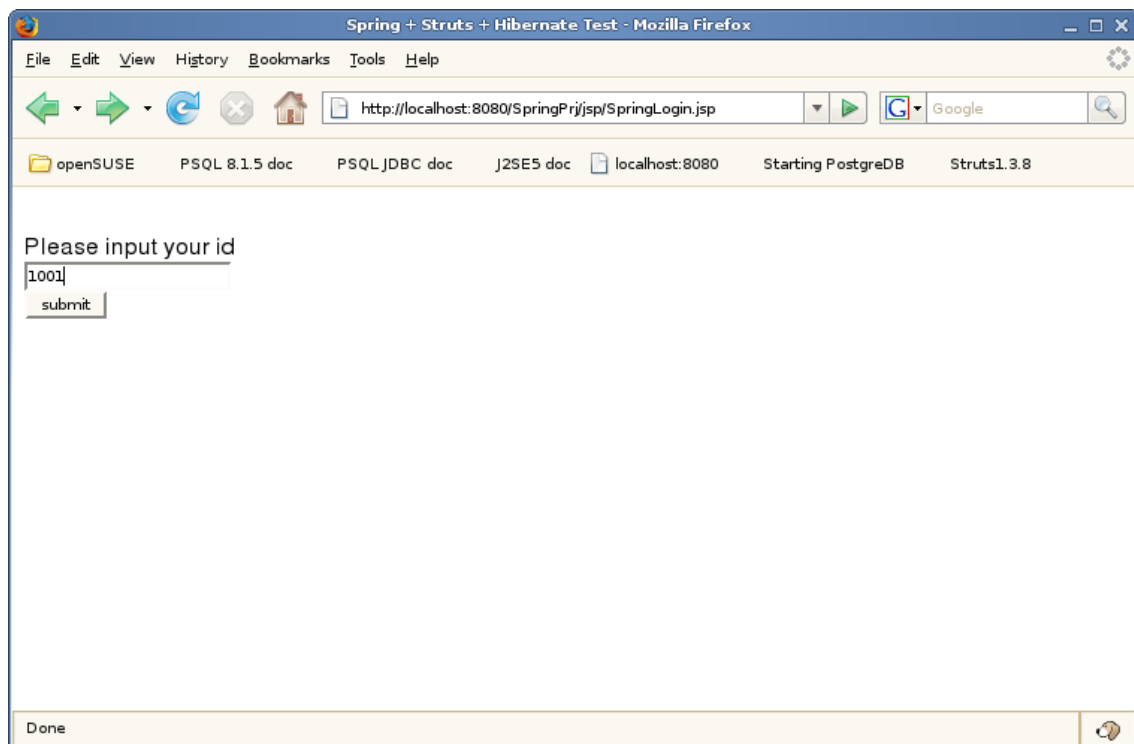 Spring + Struts + Hibernate Test - Mozilla Firefox
File Edit View History Bookmarks Tools Help
http://localhost:8080/SpringPrj/jsp/SpringLogin.jsp G Google
openSUSE PSQL 8.1.5 doc PSQL JDBC doc J2SE5 doc localhost:8080 Starting PostgreDB Struts1.3.8
Please input your id
1001
submit
Done